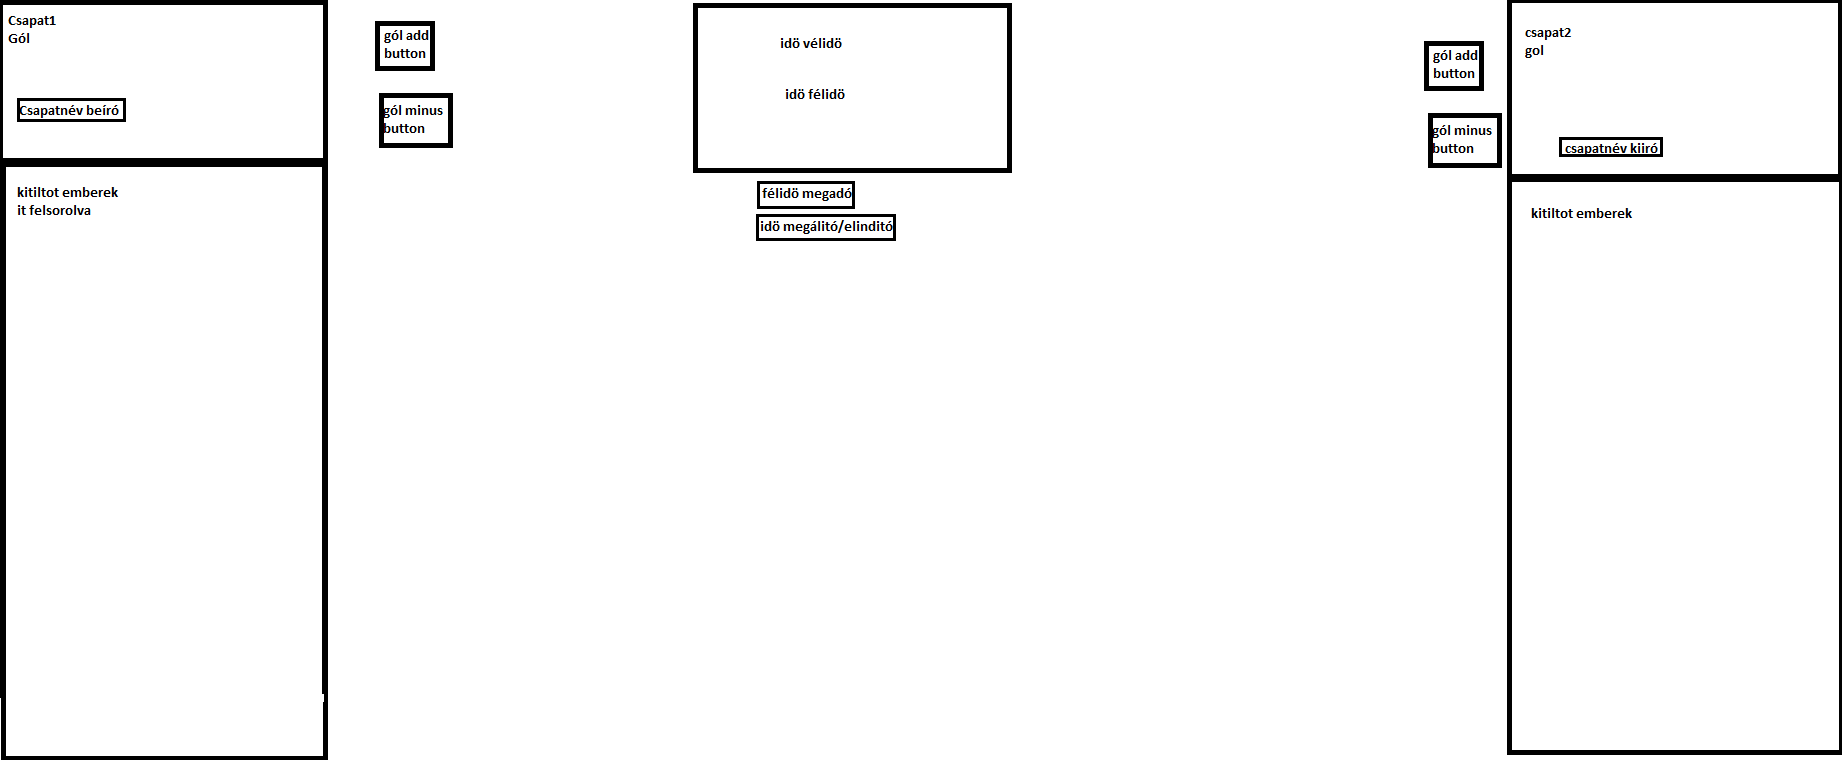 Csapat1
Gól
Csapatnév beíró
kitiltot emberek
it felsorolva
gól add
button
gól minus
button
idö vélidö
idö félidö
félidö megadó
idö megálitó/elinditó
gól add
button
gól minus
button
csapat2
gol
csapatnév kiiró
kitiltot emberek